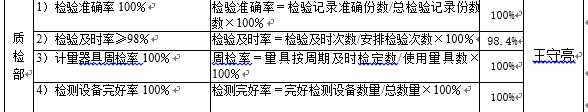 质检部
1）检验准确率 100%
检验准确率＝检验记录准确份数/总检验记录份数
数×100%
100%
2）检验及时率≥98%
检验及时率＝检验及时次数/安排检验次数×100%
98.4%
3）计量器具周检率 100%
周检率＝量具按周期及时检定数/使用量具数×
100%
100%
4）检测设备完好率 100%
检测完好率＝完好检测设备数量/总数量×100%
100%
王守亮